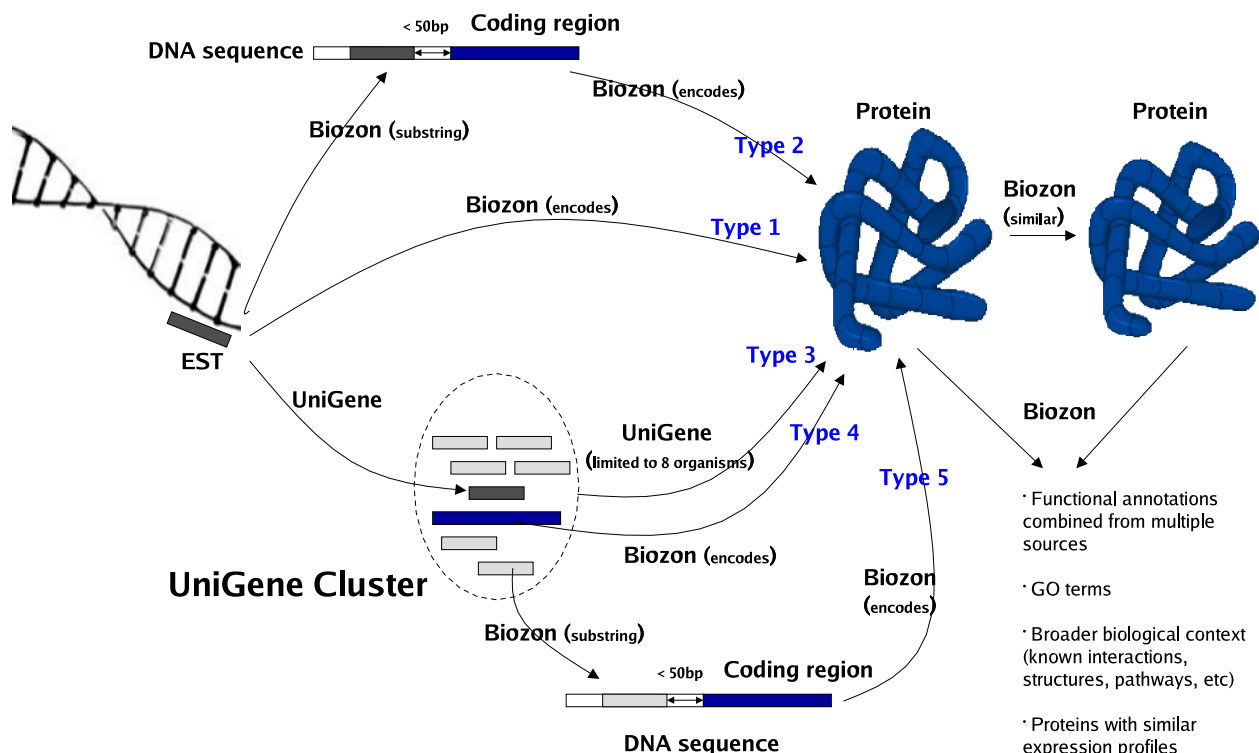 < 50bp
Coding region
DNA sequence
Biozon (encodes)
Protein
Protein
Biozon (substring)
Type 2
Biozon
(similar)
Biozon (encodes)
Type 1
EST
Type 3
UniGene
UniGene
(limited to 8 organisms)
Type 4
Biozon
Type 5
· Functional annotations
combined from multiple
sources
Biozon (encodes)
UniGene Cluster
Biozon
(encodes)
· GO terms
Biozon (substring)
· Broader biological context
(known interactions,
structures, pathways, etc)
< 50bp
Coding region
DNA sequence
· Proteins with similar
expression profiles